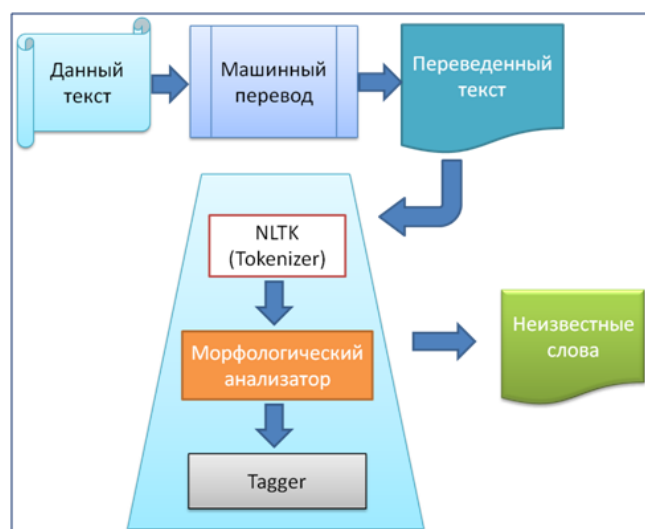 Данный
текст
Машинный
перевод
Переведенный
текст
NLTK
(Tokenizer)
Морфологический
анализатор
Tagger
Неизвестные
слова